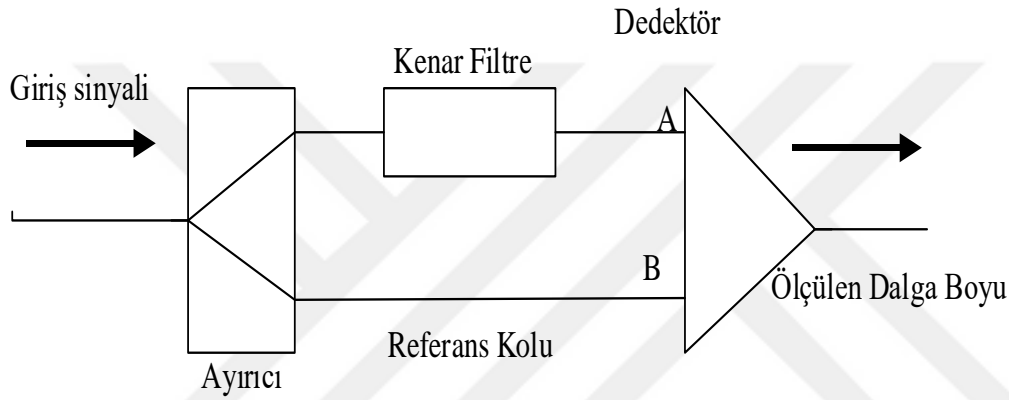 Dedektör
Kenar Filtre
Giriş sinyali
A
B
Ölçülen Dalga Boyu
Referans Kolu
Ayırıcı